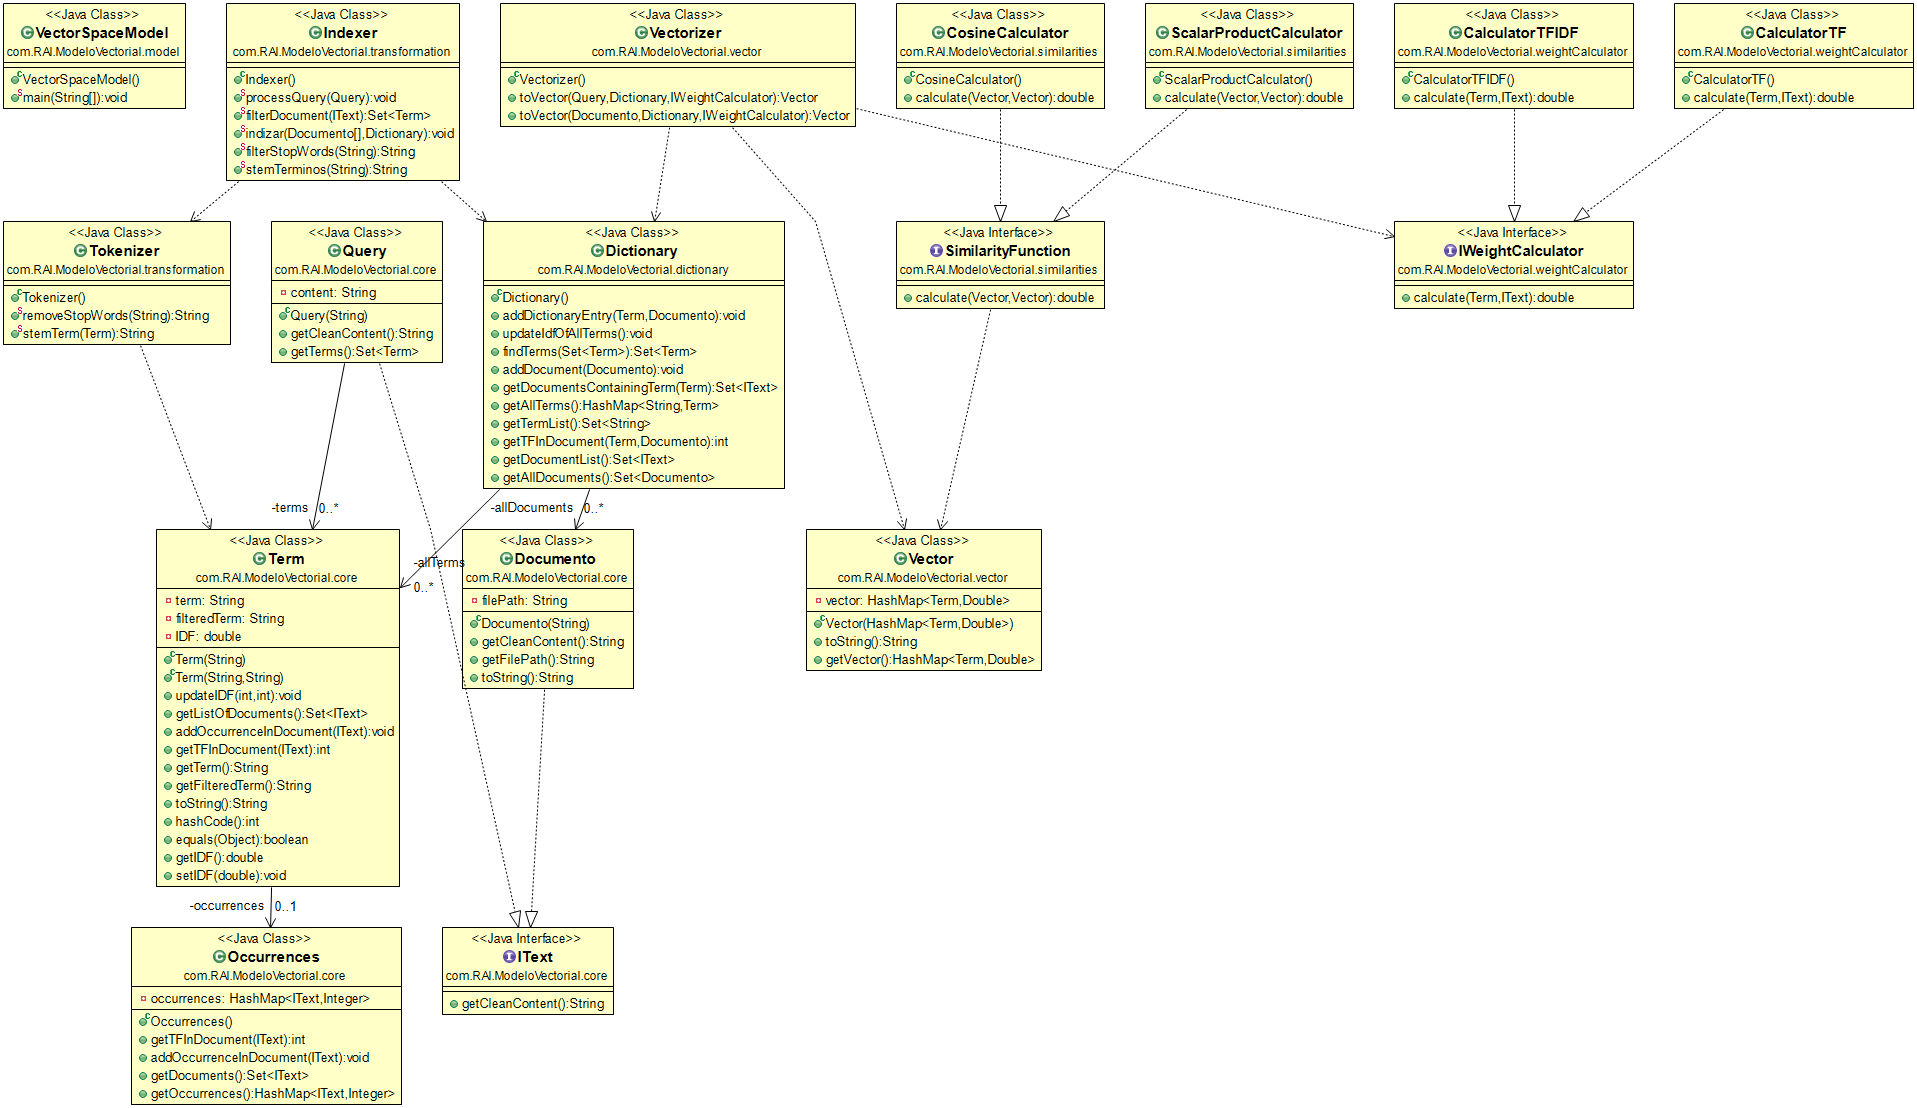 <<Java Class>>
VectorSpaceModel
com.RAI.ModeloVectorial.model
VectorSpaceModel()
main(String[]):void
<<Java Class>>
Indexer
com.RAI.ModeloVectorial.transformation
Indexer()
processQuery(Query):void
filterDocument(IText):Set<Term>
indizar(Documento[],Dictionary):void
filterStopWords(String):String
stemTerminos(String):String
<<Java Class>>
Vectorizer
com.RAI.ModeloVectorial.vector
Vectorizer()
toVector(Query,Dictionary,IWeightCalculator):Vector
toVector(Documento,Dictionary,IWeightCalculator):Vector
<<Java Class>>
CosineCalculator
com.RAI.ModeloVectorial.similarities
CosineCalculator()
calculate(Vector,Vector):double
<<Java Class>>
ScalarProductCalculator
com.RAI.ModeloVectorial.similarities
ScalarProductCalculator()
calculate(Vector,Vector):double
<<Java Class>>
CalculatorTFIDF
com.RAI.ModeloVectorial.weightCalculator
CalculatorTFIDF()
calculate(Term,IText):double
<<Java Class>>
CalculatorTF
com.RAI.ModeloVectorial.weightCalculator
CalculatorTF()
calculate(Term,IText):double
<<Java Class>>
Tokenizer
com.RAI.ModeloVectorial.transformation
Tokenizer()
removeStopWords(String):String
stemTerm(Term):String
<<Java Class>>
Query
com.RAI.ModeloVectorial.core
content: String
Query(String)
getCleanContent():String
getTerms():Set<Term>
<<Java Class>>
Dictionary
com.RAI.ModeloVectorial.dictionary
Dictionary()
addDictionaryEntry(Term,Documento):void
updateIdfOfAllTerms():void
findTerms(Set<Term>):Set<Term>
addDocument(Documento):void
getDocumentsContainingTerm(Term):Set<IText>
getAllTerms():HashMap<String,Term>
getTermList():Set<String>
getTFInDocument(Term,Documento):int
getDocumentList():Set<IText>
getAllDocuments():Set<Documento>
<<Java Interface>>
SimilarityFunction
com.RAI.ModeloVectorial.similarities
calculate(Vector,Vector):double
<<Java Interface>>
IWeightCalculator
com.RAI.ModeloVectorial.weightCalculator
calculate(Term,IText):double
-terms 0..*
-allDocuments 0..*
-allTerms
0..*
<<Java Class>>
Term
com.RAI.ModeloVectorial.core
term: String
filteredTerm: String
IDF: double
Term(String)
Term(String,String)
updateIDF(int,int):void
getListOfDocuments():Set<IText>
addOccurrenceInDocument(IText):void
getTFInDocument(IText):int
getTerm():String
getFilteredTerm():String
toString():String
hashCode():int
equals(Object):boolean
getIDF():double
setIDF(double):void
<<Java Class>>
Documento
com.RAI.ModeloVectorial.core
filePath: String
Documento(String)
getCleanContent():String
getFilePath():String
toString():String
<<Java Class>>
Vector
com.RAI.ModeloVectorial.vector
vector: HashMap<Term,Double>
Vector(HashMap<Term,Double>)
toString():String
getVector():HashMap<Term,Double>
-occurrences 0..1
<<Java Class>>
Occurrences
com.RAI.ModeloVectorial.core
occurrences: HashMap<IText,Integer>
Occurrences()
getTFInDocument(IText):int
addOccurrenceInDocument(IText):void
getDocuments():Set<IText>
getOccurrences():HashMap<IText,Integer>
<<Java Interface>>
IText
com.RAI.ModeloVectorial.core
getCleanContent():String